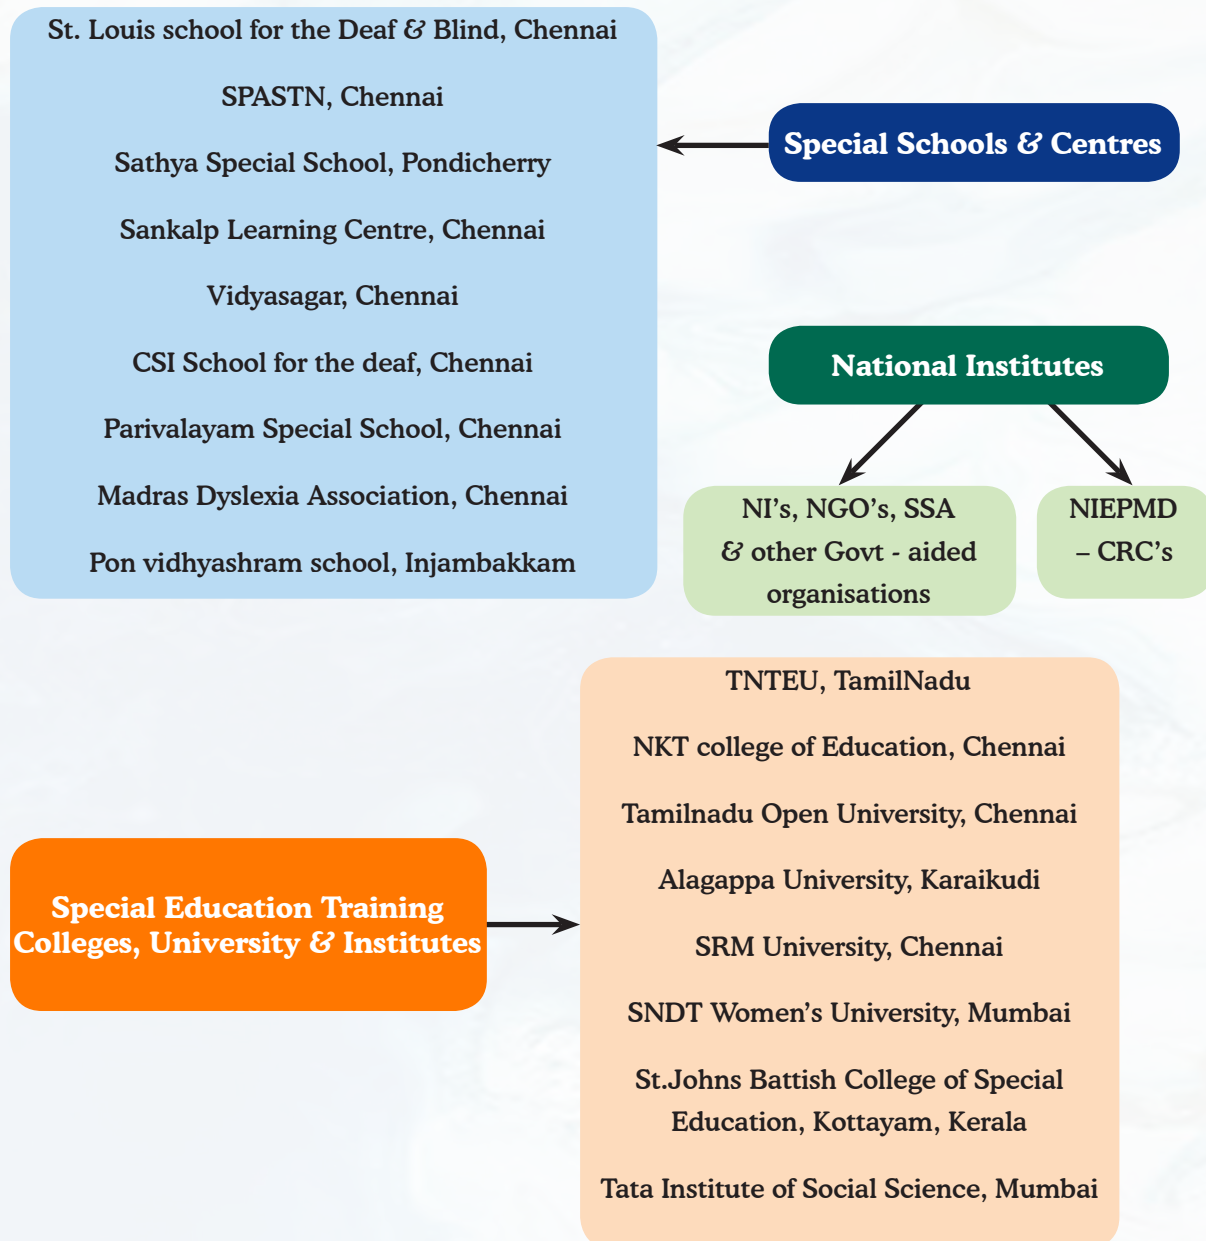 St. Louis school for the Deaf & Blind, Chennai
SPASTN, Chennai
Sathya Special School, Pondicherry
Sankalp Learning Centre, Chennai
Vidyasagar, Chennai
CSI School for the deaf, Chennai
Parivalayam Special School, Chennai
Madras Dyslexia Association, Chennai
Pon vidhyashram school, Injambakkam
Special Schools & Centres
National Institutes
NI's, NGO's, SSA
& other Govt - aided
organisations
NIEPMD
– CRC's
Special Education Training
Colleges, University & Institutes
TNTEU, TamilNadu
NKT college of Education, Chennai
Tamilnadu Open University, Chennai
Alagappa University, Karaikudi
SRM University, Chennai
SNDT Women's University, Mumbai
St.Johns Battish College of Special
Education, Kottayam, Kerala
Tata Institute of Social Science, Mumbai